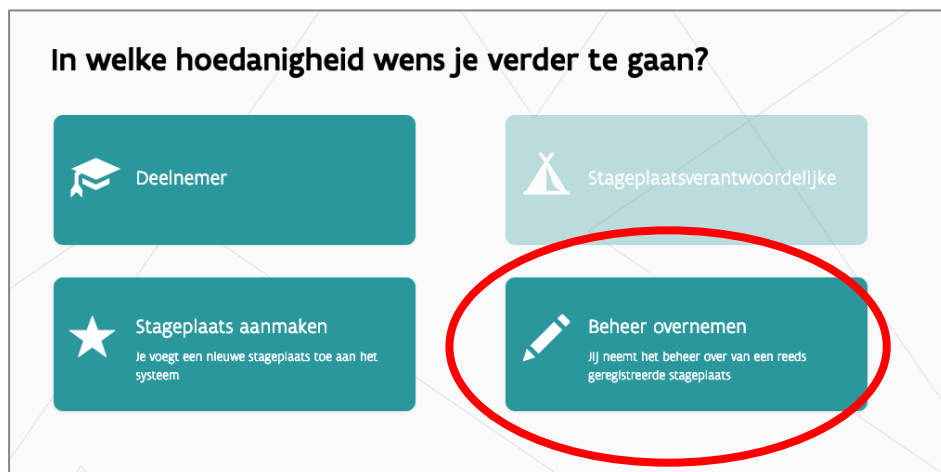 In welke hoedanigheid wens je verder te gaan?
Deelnemer
Stageplaatsverantwoordelijke
Stageplaats aanmaken
Je voegt een nieuwe stageplaats toe aan het
systeem
Beheer overnemen
Jij neemt het beheer over van een reeds
geregistreerde stageplaats